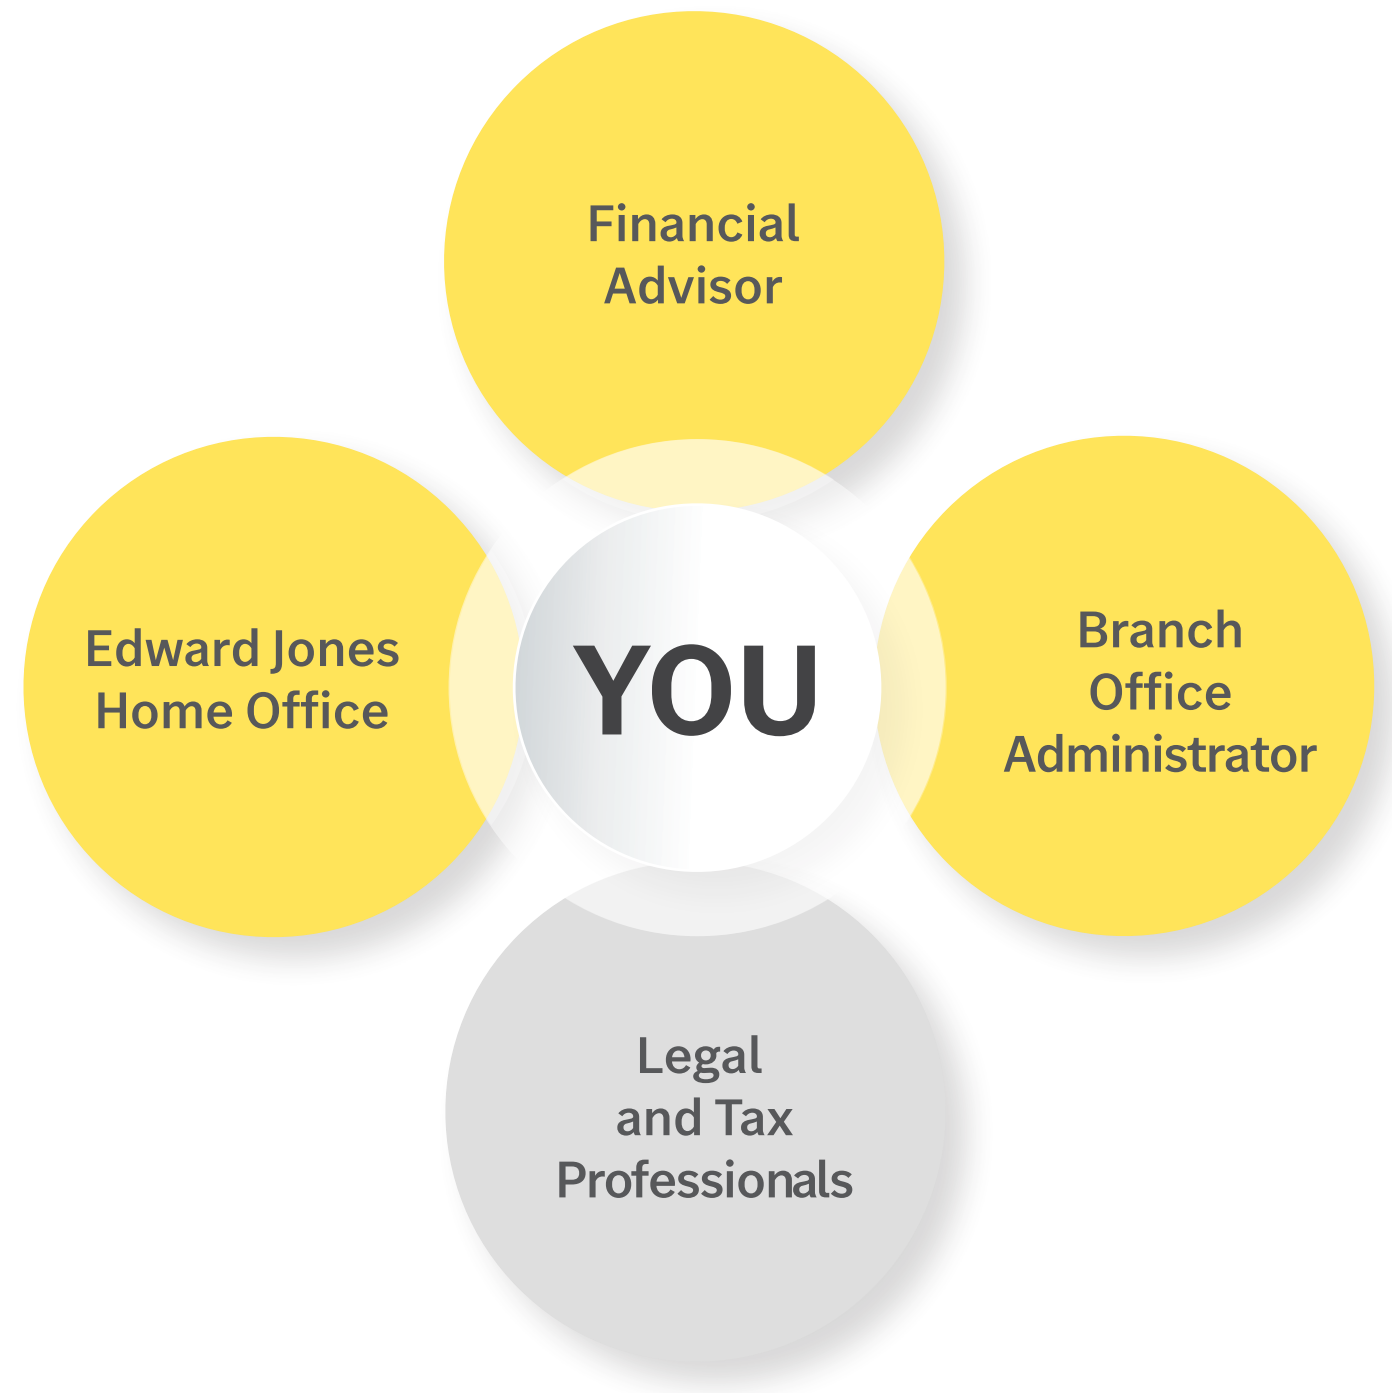 Financial
Advisor
Edward Jones
Home Office
YOU
Branch
Office
Administrator
Legal
and Tax
Professionals